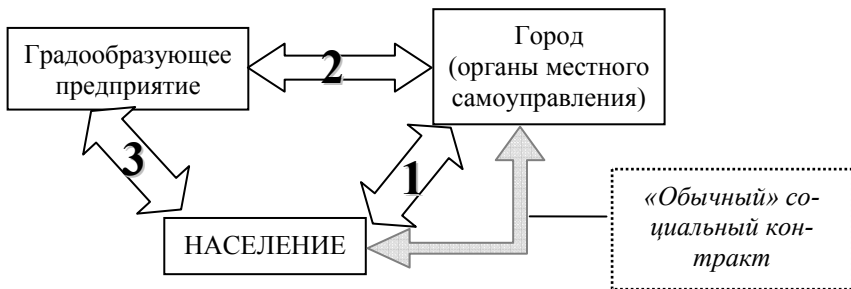 Градообразующее
предприятие
2
Город
(органы местного
самоуправления)
3
1
НАСЕЛЕНИЕ
«Обычный» со-
циальный кон-
тракт